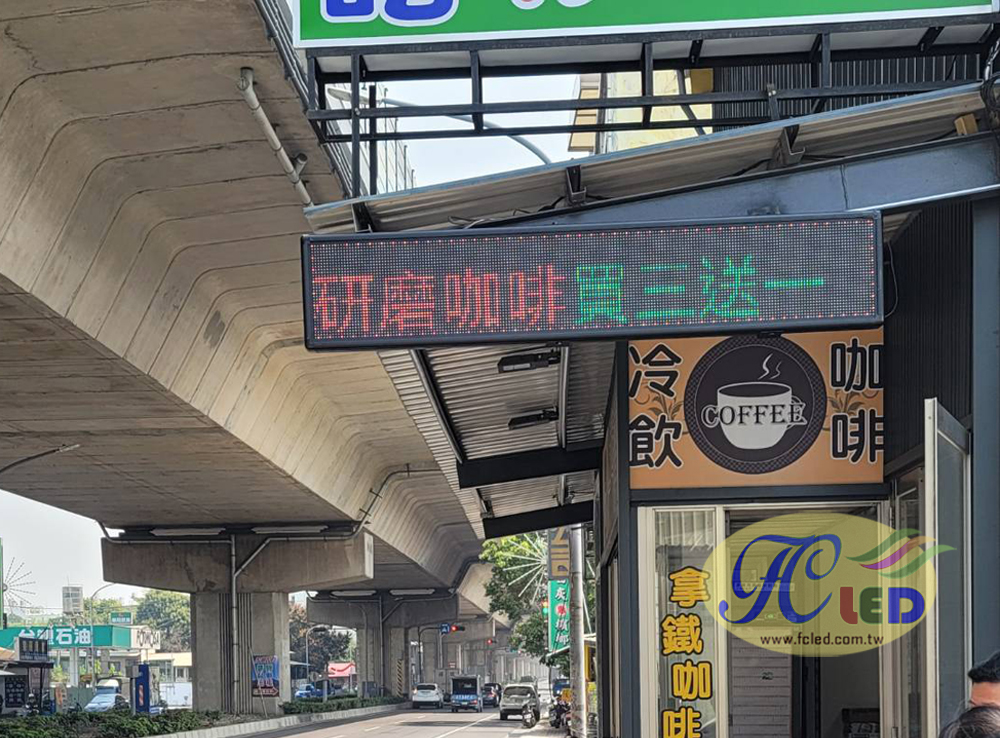 研磨咖啡買三送一
冷飲
COFFEE
咖啡
拿鐵咖啡
FC LED
www.fcled.com.tw
石油